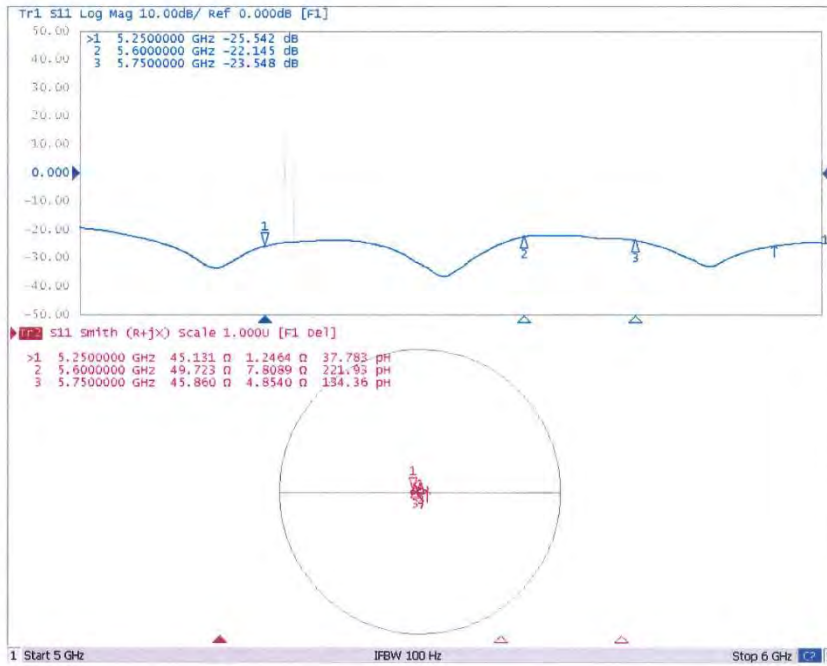 Tr1 S11 Log Mag 10.00dB/ Ref 0.000dB [F1]
50.00
40.00
30.00
20.00
10.00
0.000
-10.00
-20.00
-30.00
-40.00
-50.00
>1 5.2500000 GHz -25.542 dB
2 5.6000000 GHz -22.145 dB
3 5.7500000 GHz -23.548 dB
1
2
3
1
Tr2 S11 Smith (R+jX) Scale 1.000U [F1 Del]
>1 5.2500000 GHz 45.131 Ω 1.2464 Ω 37.783 pH
2 5.6000000 GHz 49.723 Ω 7.8089 Ω 221.93 pH
3 5.7500000 GHz 45.860 Ω 4.8540 Ω 134.36 pH
1
1 Start 5 GHz IFBW 100 Hz Stop 6 GHz C2